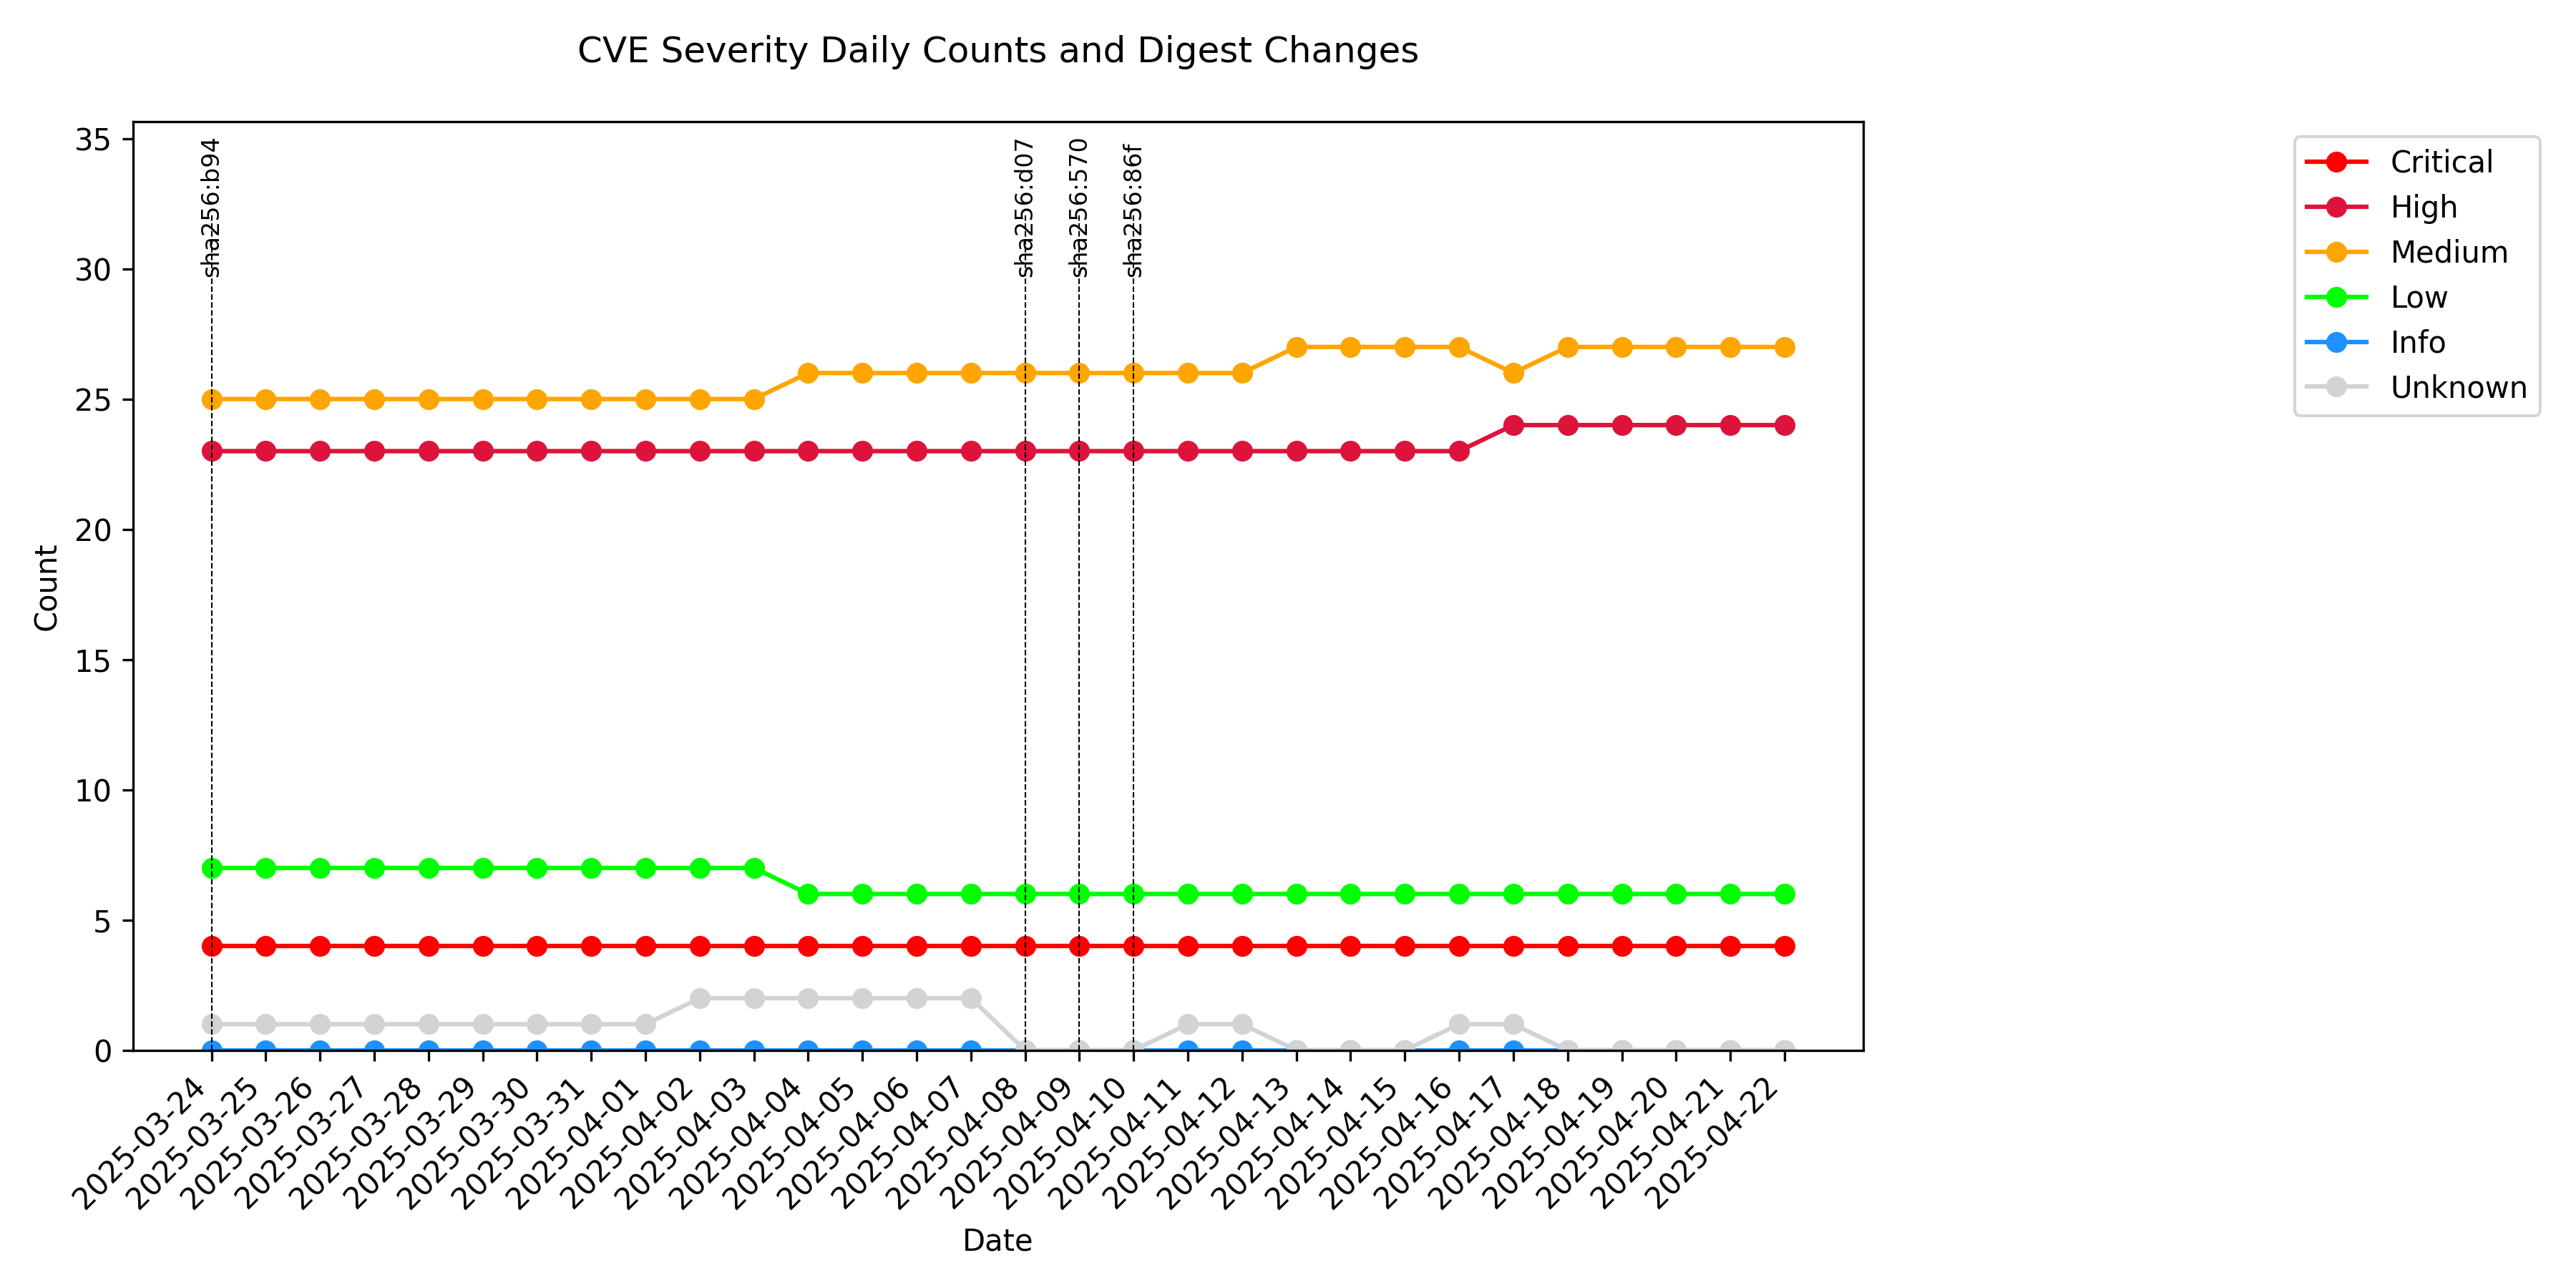 CVE Severity Daily Counts and Digest Changes
35
30
25
20
15
10
5
0
Count
sha256:b94
sha256:d07
sha256:570
sha256:86f
Critical
High
Medium
Low
Info
Unknown
2025-03-24
2025-03-25
2025-03-26
2025-03-27
2025-03-28
2025-03-29
2025-03-30
2025-03-31
2025-04-01
2025-04-02
2025-04-03
2025-04-04
2025-04-05
2025-04-06
2025-04-07
2025-04-08
2025-04-09
2025-04-10
2025-04-11
2025-04-12
2025-04-13
2025-04-14
2025-04-15
2025-04-16
2025-04-17
2025-04-18
2025-04-19
2025-04-20
2025-04-21
2025-04-22
Date